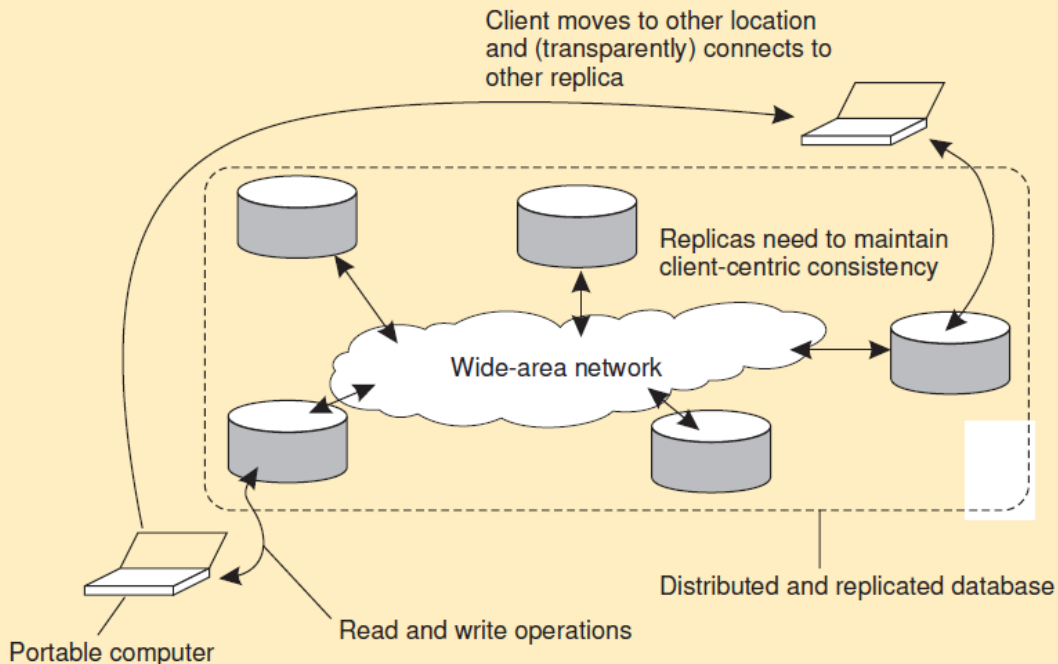 Client moves to other location
and (transparently) connects to
other replica
Replicas need to maintain
client-centric consistency
Wide-area network
Distributed and replicated database
Read and write operations
Portable computer